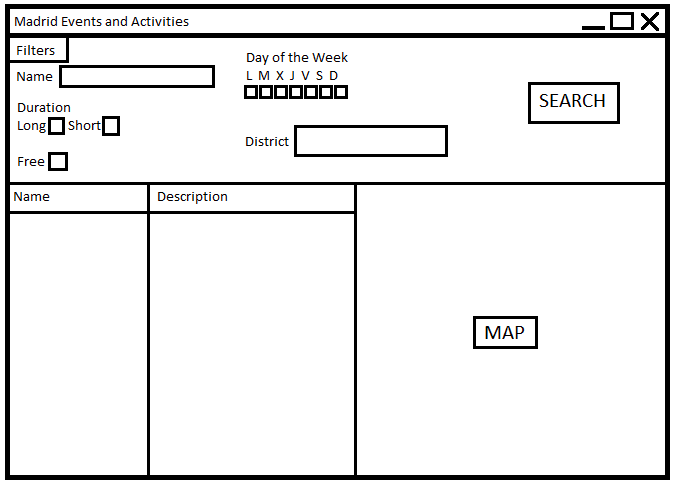 Madrid Events and Activities
Filters
Name
Day of the Week
L M X J V S D
SEARCH
Duration
Long Short
District
Free
Name Description
MAP